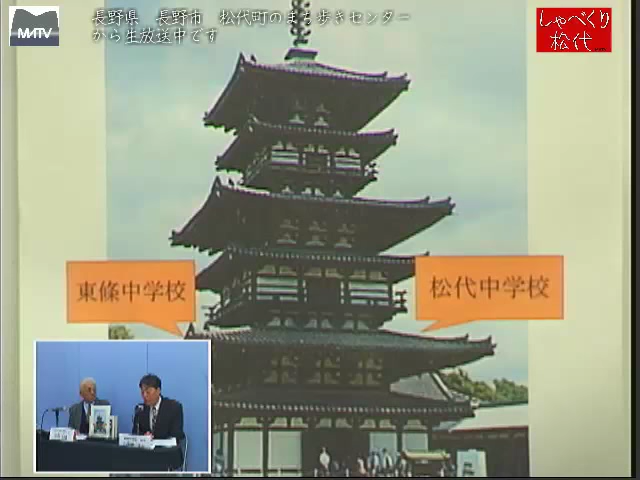 MATV
長野県 長野市 松代町のまち歩きセンター
から生放送中です
しゃべくり
松代
東條中学校
松代中学校